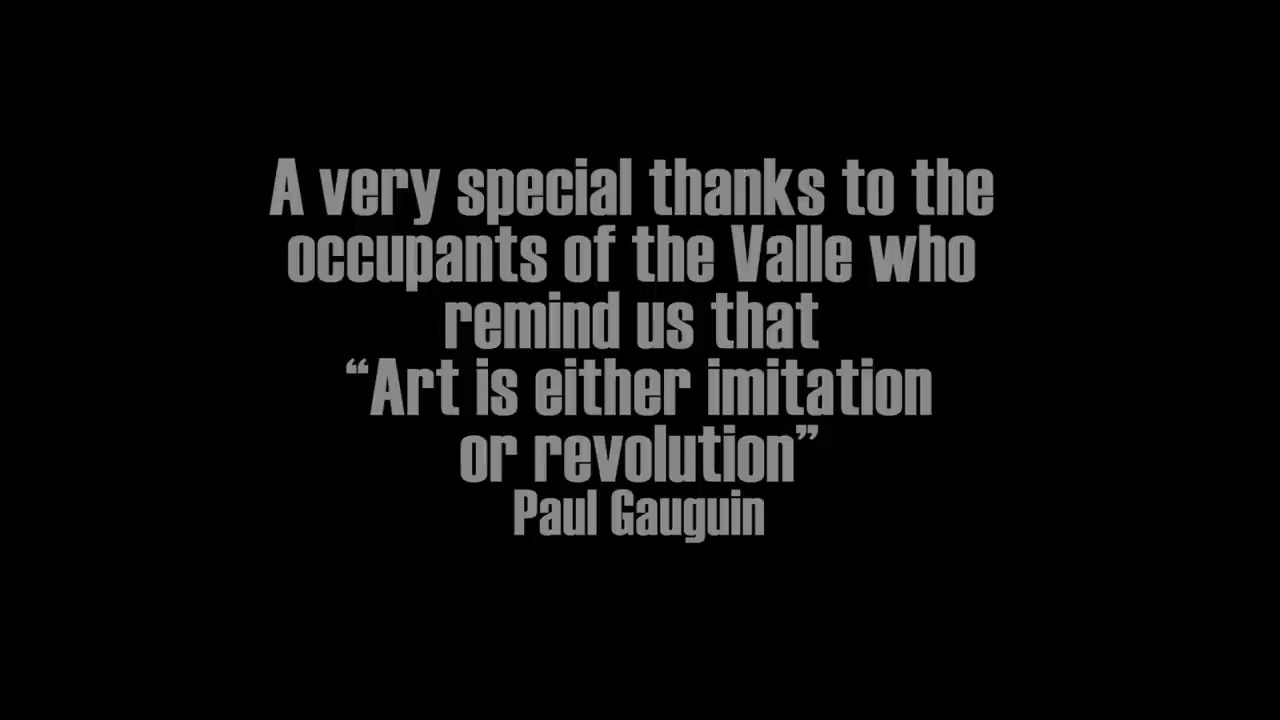 A very special thanks to the
occupants of the Valle who
remind us that
“Art is either imitation
or revolution”
Paul Gauguin